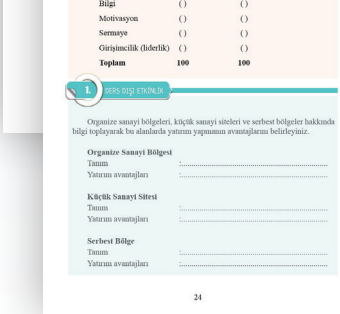 Bilgi ( ) ( )
Motivasyon ( ) ( )
Sermaye ( ) ( )
Girişimcilik (liderlik) ( ) ( )
Toplam 100 100
1. DERS DIŞI ETKİNLİK
Organize sanayi bölgeleri, küçük sanayi siteleri ve serbest bölgeler hakkında
bilgi toplayarak bu alanlarda yatırım yapmanın avantajlarını belirleyiniz.
Organize Sanayi Bölgesi
Tanım :..........................................................................
Yatırım avantajları :..........................................................................
Küçük Sanayi Sitesi
Tanım :..........................................................................
Yatırım avantajları :..........................................................................
Serbest Bölge
Tanım :..........................................................................
Yatırım avantajları :..........................................................................
24